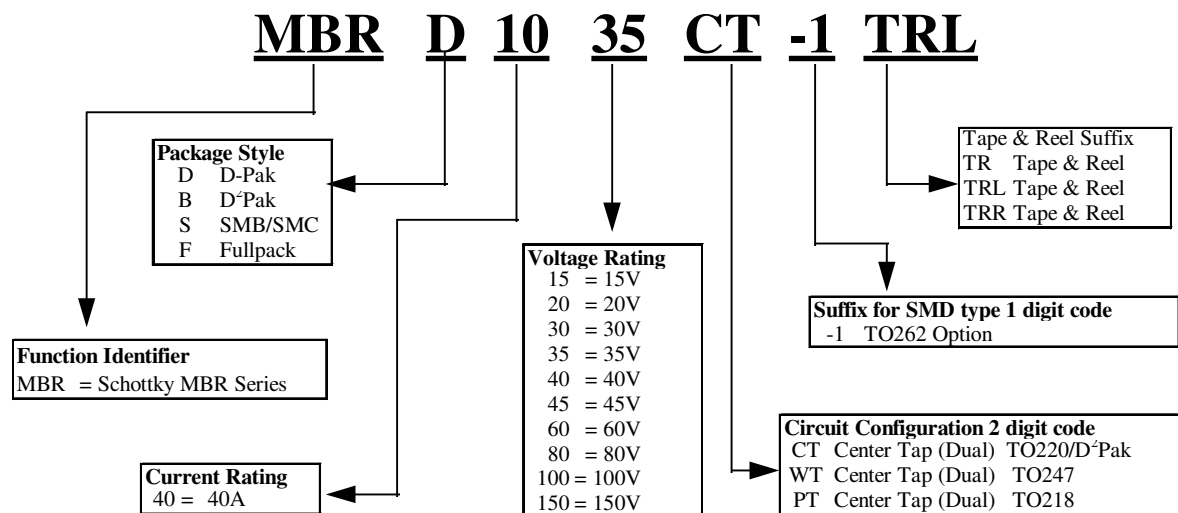 MBR D 10 35 CT -1 TRL
Package Style
D D-Pak
B D²Pak
S SMB/SMC
F Fullpack
Tape & Reel Suffix
TR Tape & Reel
TRL Tape & Reel
TRR Tape & Reel
Voltage Rating
15 = 15V
20 = 20V
30 = 30V
35 = 35V
40 = 40V
45 = 45V
60 = 60V
80 = 80V
100 = 100V
150 = 150V
Suffix for SMD type 1 digit code
-1 TO262 Option
Function Identifier
MBR = Schottky MBR Series
Circuit Configuration 2 digit code
CT Center Tap (Dual) TO220/D²Pak
WT Center Tap (Dual) TO247
PT Center Tap (Dual) TO218
Current Rating
40 = 40A